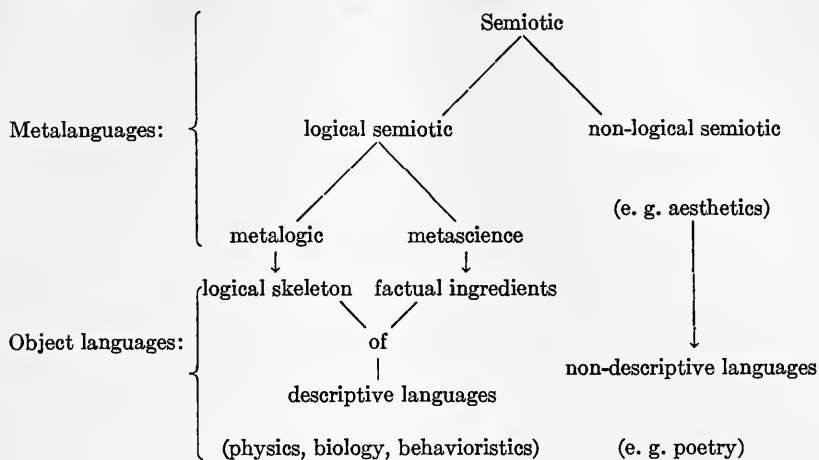 Semiotic
Metalanguages:
logical semiotic non-logical semiotic
(e. g. aesthetics)
metalogic metascience
logical skeleton factual ingredients
Object languages: of
non-descriptive languages
descriptive languages
(physics, biology, behavioristics) (e. g. poetry)